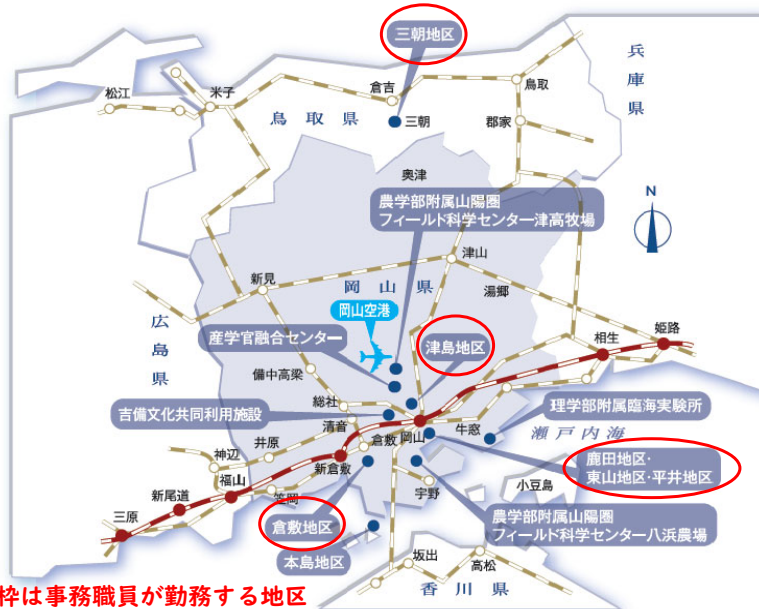 三朝地区
兵庫県
松江
米子
倉吉
鳥取
鳥取県
三朝
郡家
奥津
農学部附属山陽圏
フィールド科学センター津高牧場
N
津山
新見
岡山県
湯郷
岡山空港
広島県
産学官融合センター
津島地区
相生
姫路
備中高梁
総社
吉備文化共同利用施設
清音
倉敷
岡山
牛窓
理学部附属臨海実験所
瀬戸内海
井原
神辺
新倉敷
福山
鹿田地区・
東山地区・平井地区
新尾道
笠岡
宇野
小豆島
三原
倉敷地区
農学部附属山陽圏
フィールド科学センター八浜農場
本島地区
坂出
高松
香川県
枠は事務職員が勤務する地区